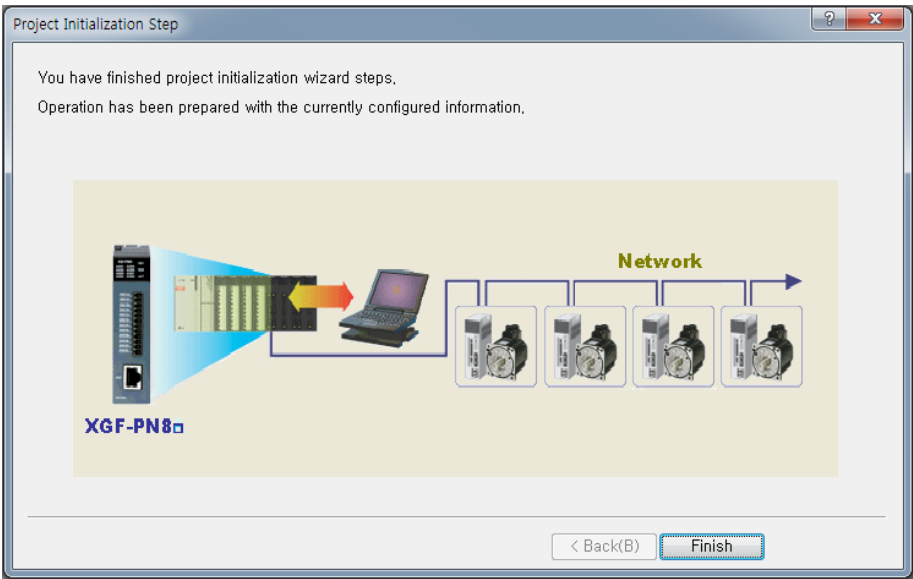 Project Initialization Step
You have finished project initialization wizard steps,
Operation has been prepared with the currently configured information,
Network
XGF-PN8□
< Back(B)
Finish